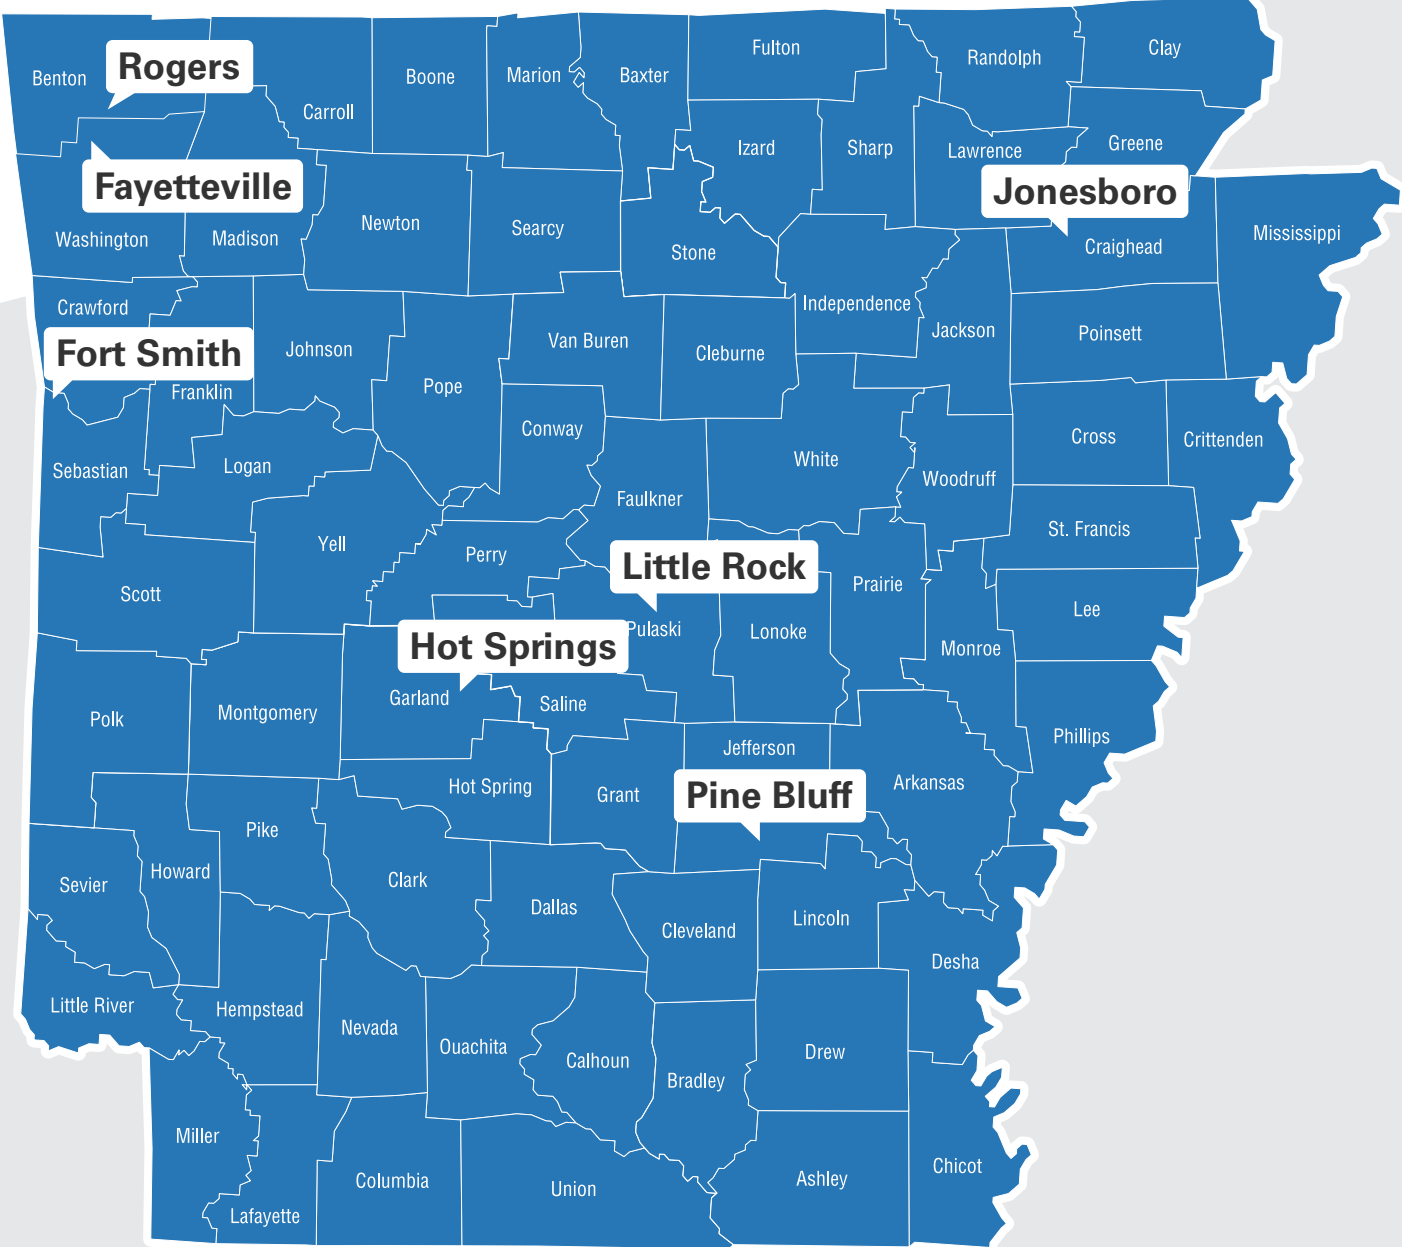 Fulton
Clay
Randolph
Rogers
Benton
Boone
Marion
Baxter
Carroll
Greene
Izard
Sharp
Lawrence
Fayetteville
Jonesboro
Newton
Searcy
Washington
Madison
Stone
Craighead
Mississippi
Crawford
Independence
Jackson
Poinsett
Van Buren
Johnson
Fort Smith
Cleburne
Franklin
Pope
Conway
Cross
Crittenden
White
Logan
Sebastian
Woodruff
Faulkner
St. Francis
Yell
Perry
Little Rock
Prairie
Scott
Lee
Pulaski
Lonoke
Hot Springs
Monroe
Garland
Saline
Montgomery
Polk
Phillips
Jefferson
Arkansas
Hot Spring
Grant
Pine Bluff
Pike
Howard
Clark
Sevier
Dallas
Lincoln
Cleveland
Desha
Little River
Hempstead
Nevada
Ouachita
Calhoun
Drew
Bradley
Miller
Chicot
Columbia
Ashley
Union
Lafayette